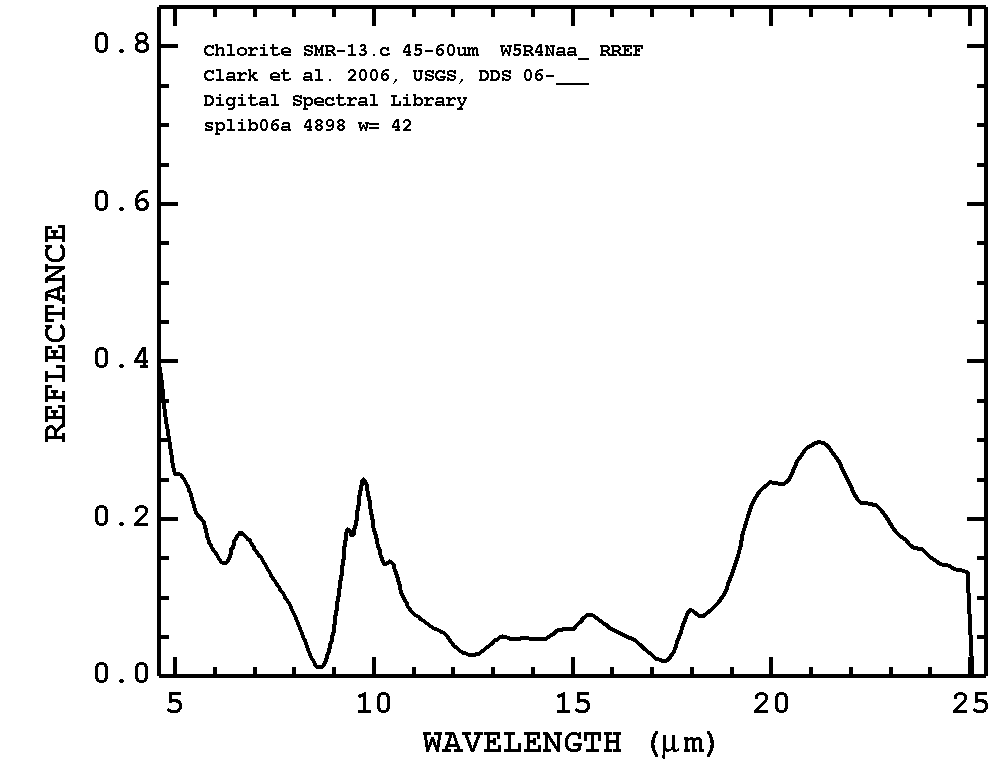 Chlorite SMR-13.c 45-60um W5R4Naa_ RREF
Clark et al. 2006, USGS, DDS 06-___
Digital Spectral Library
splib06a 4898 w= 42
REFLECTANCE
0.8
0.6
0.4
0.2
0.0
5 10 15 20 25
WAVELENGTH (μm)